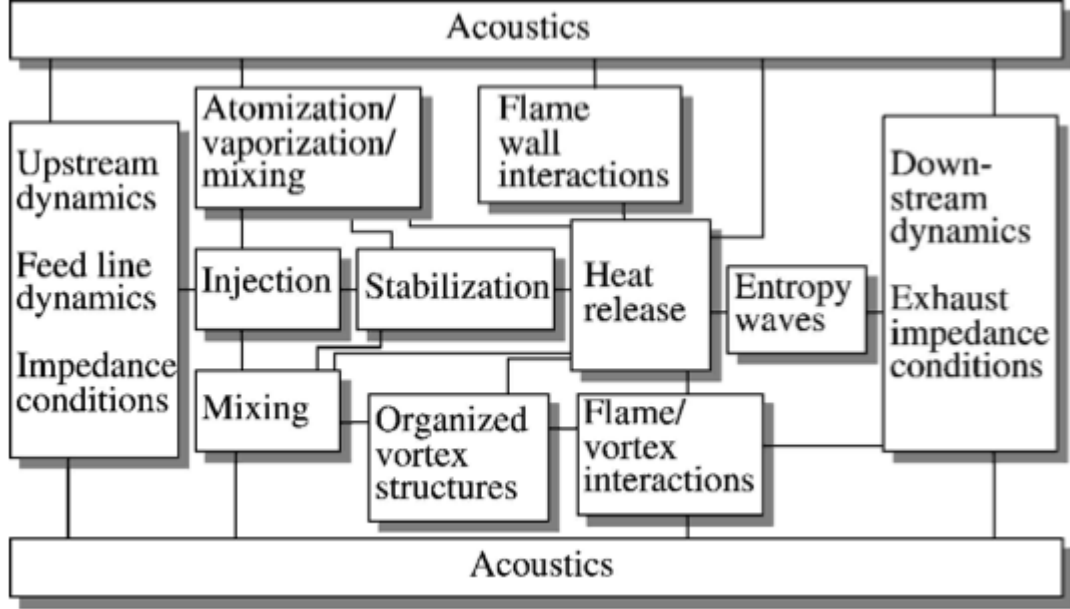 Acoustics
Atomization/
vaporization/
mixing
Flame
wall
interactions
Upstream
dynamics
Feed line
dynamics
Impedance
conditions
Down-
stream
dynamics
Exhaust
impedance
conditions
Injection
Stabilization
Heat
release
Entropy
waves
Mixing
Organized
vortex
structures
Flame/
vortex
interactions
Acoustics